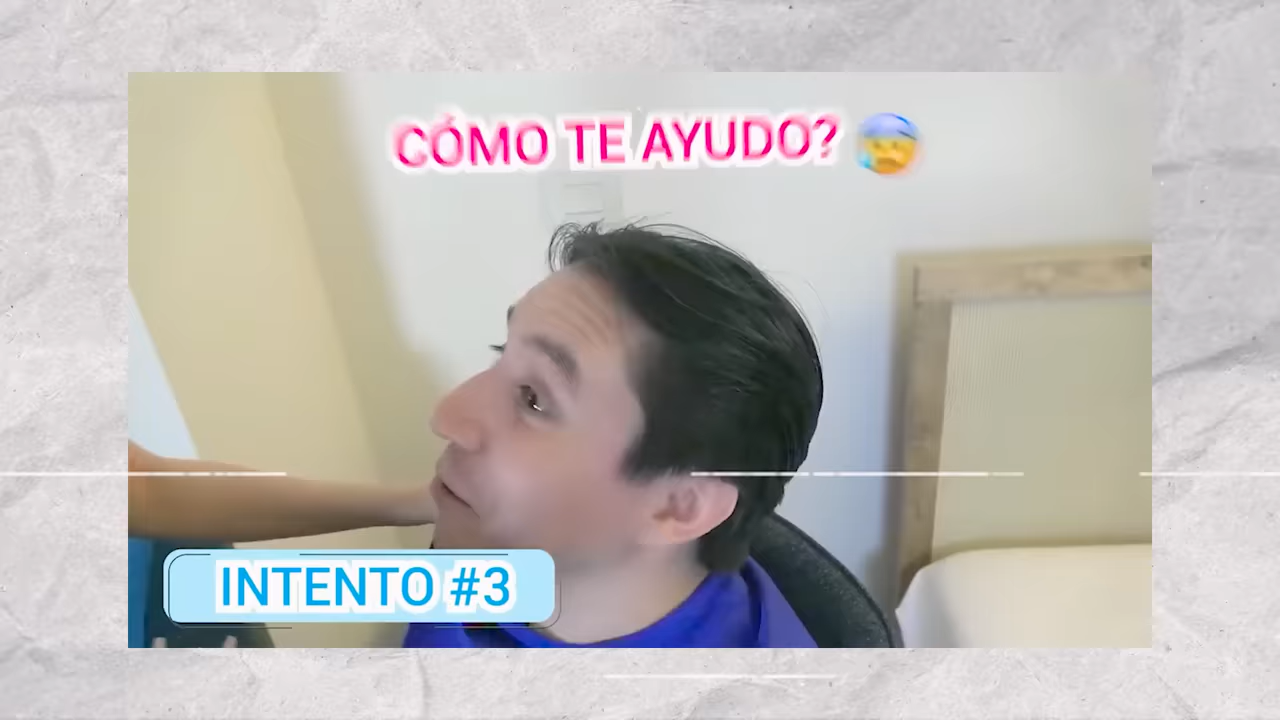 CÓMO TE AYUDO? 😰
INTENTO #3